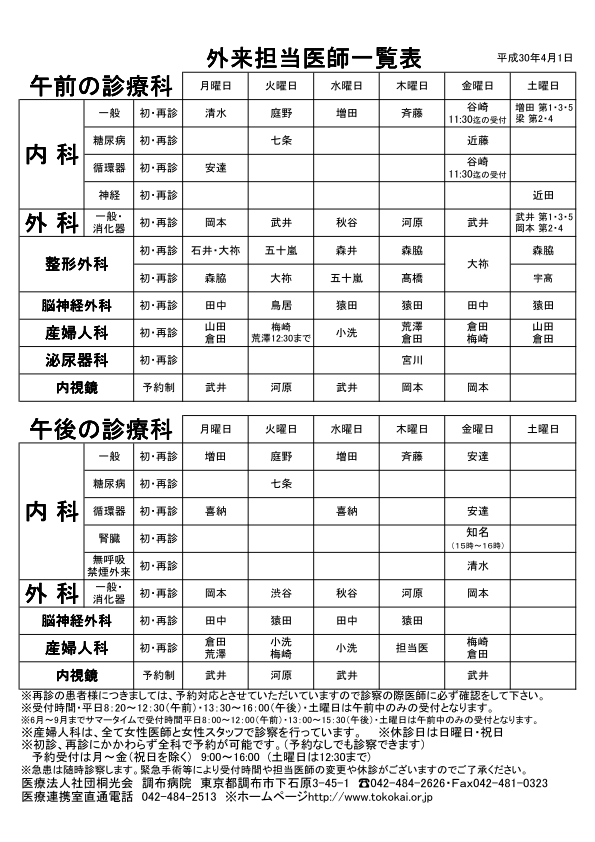 外来担当医師一覧表
平成30年4月1日
午前の診療科 月曜日 火曜日 水曜日 木曜日 金曜日 土曜日
内科 一般 初・再診 清水 庭野 増田 斉藤 谷崎 11:30迄の受付 増田 第1・3・5 梁 第2・4
糖尿病 初・再診 七条 近藤
循環器 初・再診 安達 谷崎 11:30迄の受付
神経 初・再診 近田
外科 一般・消化器 初・再診 岡本 武井 秋谷 河原 武井 武井 第1・3・5 岡本 第2・4
整形外科 初・再診 石井・大祢 五十嵐 森井 森脇 大祢 森脇
初・再診 森脇 大祢 五十嵐 髙橋 宇高
脳神経外科 初・再診 田中 鳥居 猿田 猿田 田中 猿田
産婦人科 初・再診 山田 倉田 梅崎 荒澤12:30まで 小洗 荒澤 倉田 倉田 梅崎 山田 倉田
泌尿器科 初・再診 宮川
内視鏡 予約制 武井 河原 武井 岡本 岡本
午後の診療科 月曜日 火曜日 水曜日 木曜日 金曜日 土曜日
内科 一般 初・再診 増田 庭野 増田 斉藤 安達
糖尿病 初・再診 七条
循環器 初・再診 喜納 喜納 安達
腎臓 初・再診 知名 (15時～16時)
無呼吸 禁煙外来 初・再診 清水
外科 一般・消化器 初・再診 岡本 渋谷 秋谷 河原 岡本
脳神経外科 初・再診 田中 猿田 田中 猿田
産婦人科 初・再診 倉田 荒澤 小洗 梅崎 小洗 担当医 梅崎 倉田
内視鏡 予約制 武井 河原 武井 武井
※再診の患者様につきましては、予約対応とさせていただいていますので診察の際医師に必ず確認をして下さい。
※受付時間・平日8:20～12:30(午前)・13:30～16:00(午後)・土曜日は午前中のみの受付となります。
※6月～9月までサマータイムで受付時間平日8:00～12:00(午前)・13:00～15:30(午後)・土曜日は午前中のみの受付となります。
※産婦人科は、全て女性医師と女性スタッフで診察を行っています。 ※休診日は日曜日・祝日
※初診、再診にかかわらず全科で予約が可能です。(予約なしでも診察できます)
予約受付は月～金(祝日を除く) 9:00～16:00 (土曜日は12:30まで)
※急患は随時診察します。緊急手術等により受付時間や担当医師の変更や休診がございますのでご了承ください。
医療法人社団桐光会 調布病院 東京都調布市下石原3-45-1 ☎042-484-2626・Fax042-481-0323
医療連携室直通電話 042-484-2513 ※ホームページhttp://www.tokokai.or.jp